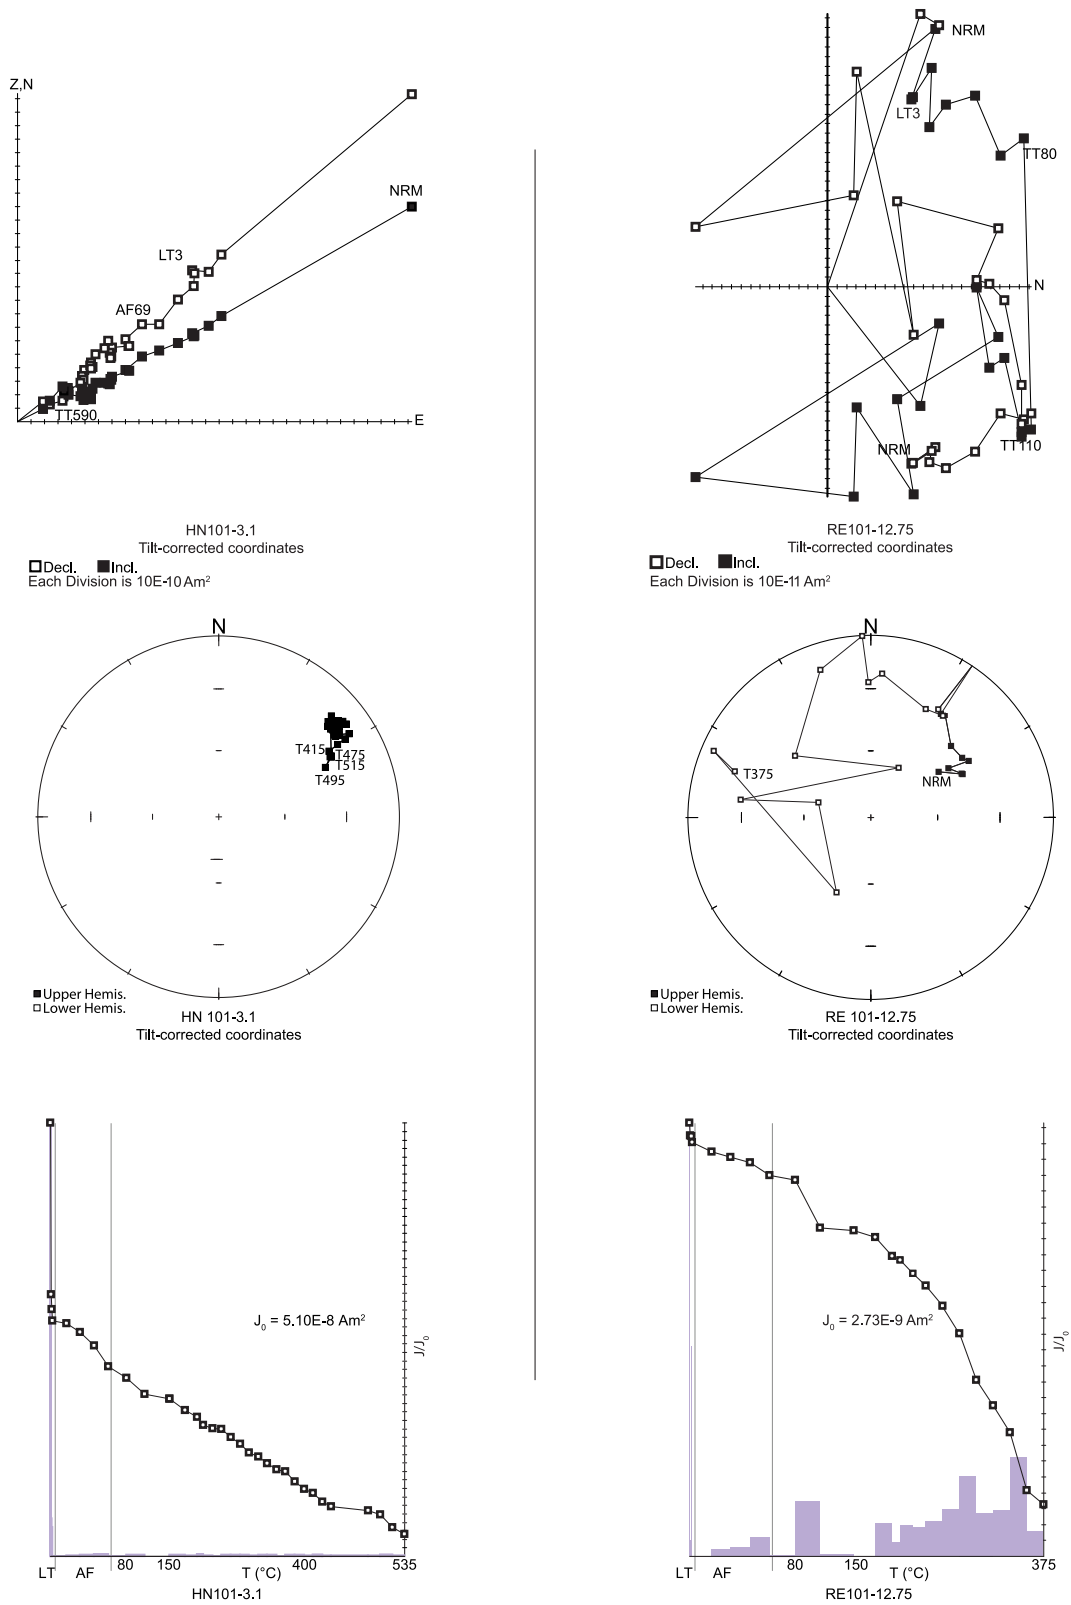 Z,N
NRM
LT3
AF69
TT590
E
HN101-3.1
Tilt-corrected coordinates
Decl. Incl.
Each Division is 10E-10 Am²
N
T415
T475
T515
T495
Upper Hemis.
Lower Hemis.
HN 101-3.1
Tilt-corrected coordinates
J₀ = 5.10E-8 Am²
J/J₀
LT AF 80 150 T (°C) 400 535
HN101-3.1
NRM
LT3
TT80
N
NRM
TT110
RE101-12.75
Tilt-corrected coordinates
Decl. Incl.
Each Division is 10E-11 Am²
N
T375
NRM
Upper Hemis.
Lower Hemis.
RE 101-12.75
Tilt-corrected coordinates
J₀ = 2.73E-9 Am²
J/J₀
LT AF 80 150 T (°C) 375
RE101-12.75